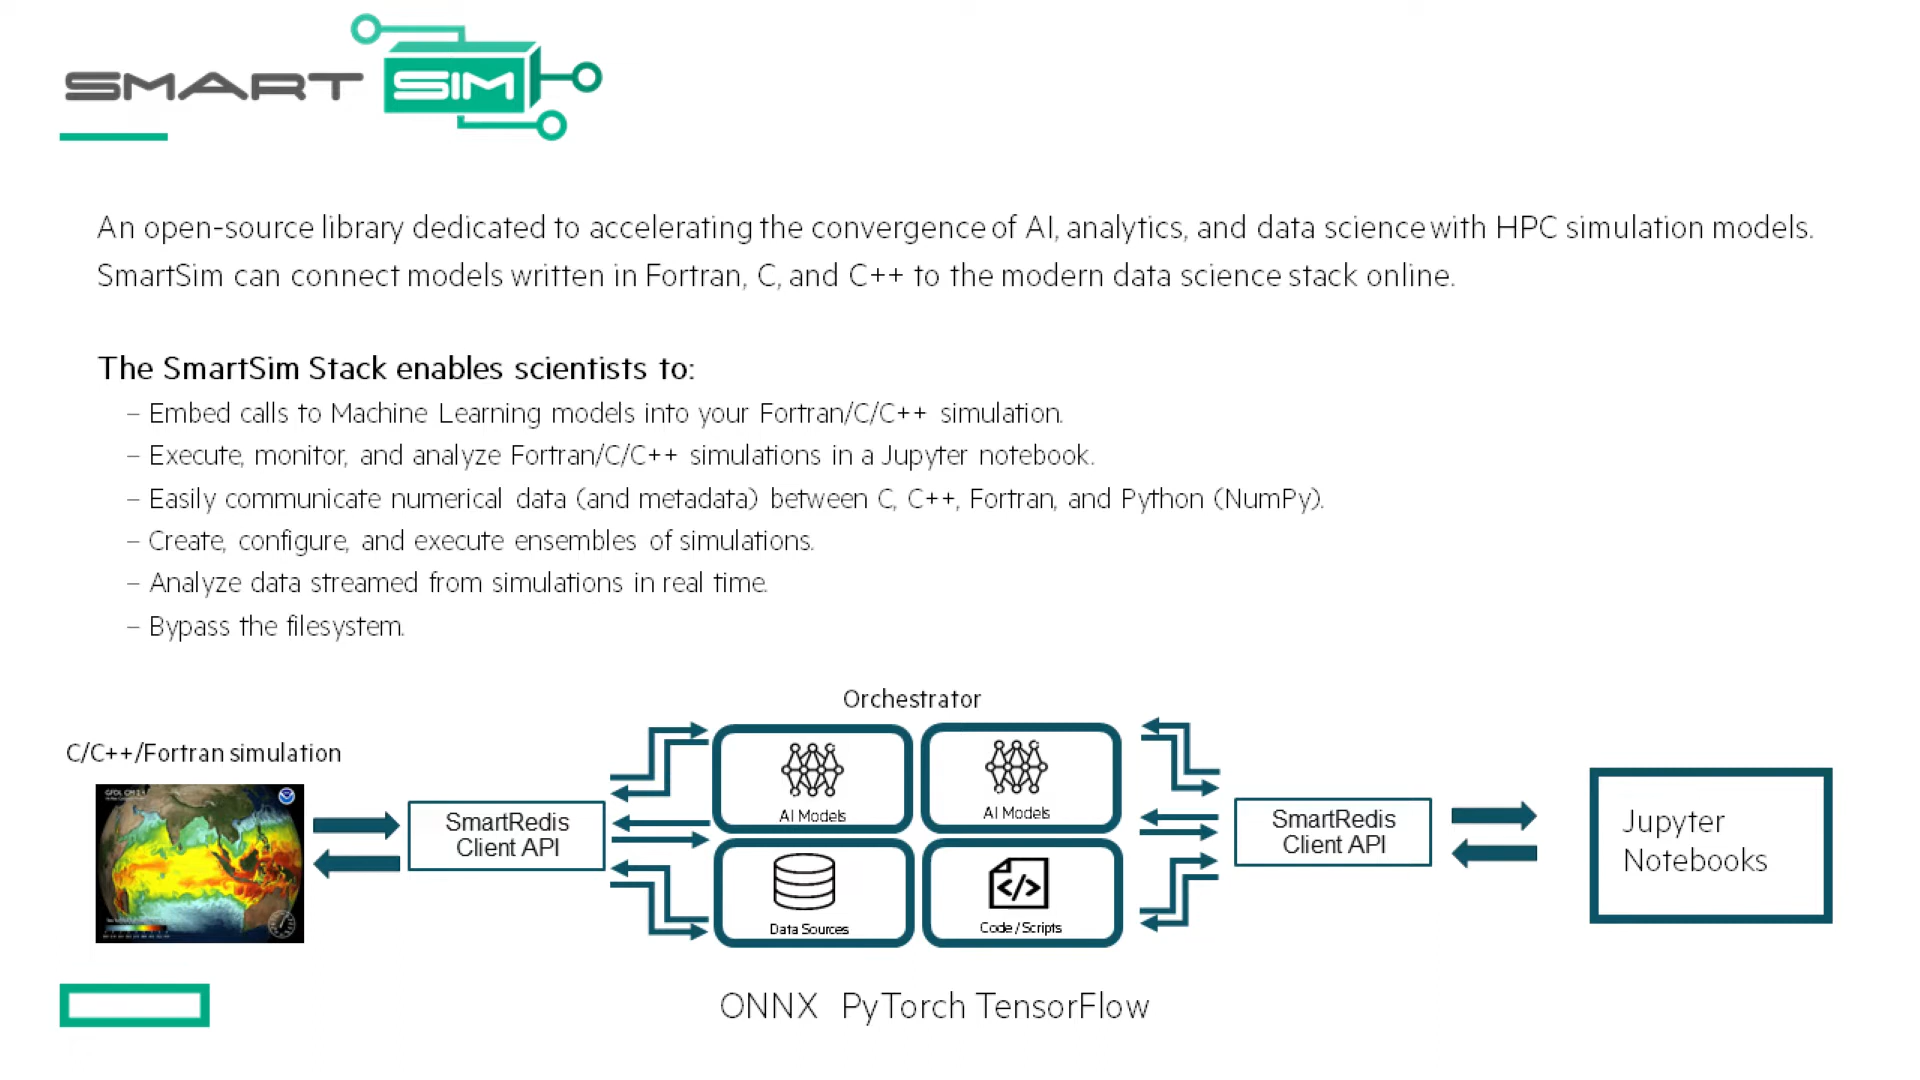 SMART SIM
An open-source library dedicated to accelerating the convergence of AI, analytics, and data science with HPC simulation models.
SmartSim can connect models written in Fortran, C, and C++ to the modern data science stack online.
The SmartSim Stack enables scientists to:
– Embed calls to Machine Learning models into your Fortran/C/C++ simulation.
– Execute, monitor, and analyze Fortran/C/C++ simulations in a Jupyter notebook.
– Easily communicate numerical data (and metadata) between C, C++, Fortran, and Python (NumPy).
– Create, configure, and execute ensembles of simulations.
– Analyze data streamed from simulations in real time.
– Bypass the filesystem.
Orchestrator
C/C++/Fortran simulation
SmartRedis
Client API
AI Models
AI Models
Data Sources
</>
Code / Scripts
SmartRedis
Client API
Jupyter
Notebooks
ONNX PyTorch TensorFlow